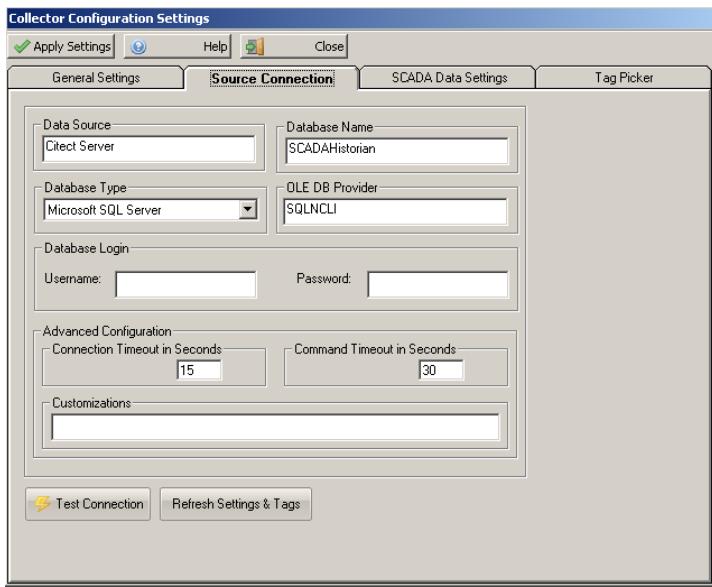 Collector Configuration Settings
Apply Settings Help Close
General Settings Source Connection SCADA Data Settings Tag Picker
Data Source Database Name
Citect Server SCADAHistorian
Database Type OLE DB Provider
Microsoft SQL Server SQLNCLI
Database Login
Username: Password:
Advanced Configuration
Connection Timeout in Seconds Command Timeout in Seconds
15 30
Customizations
Test Connection Refresh Settings & Tags